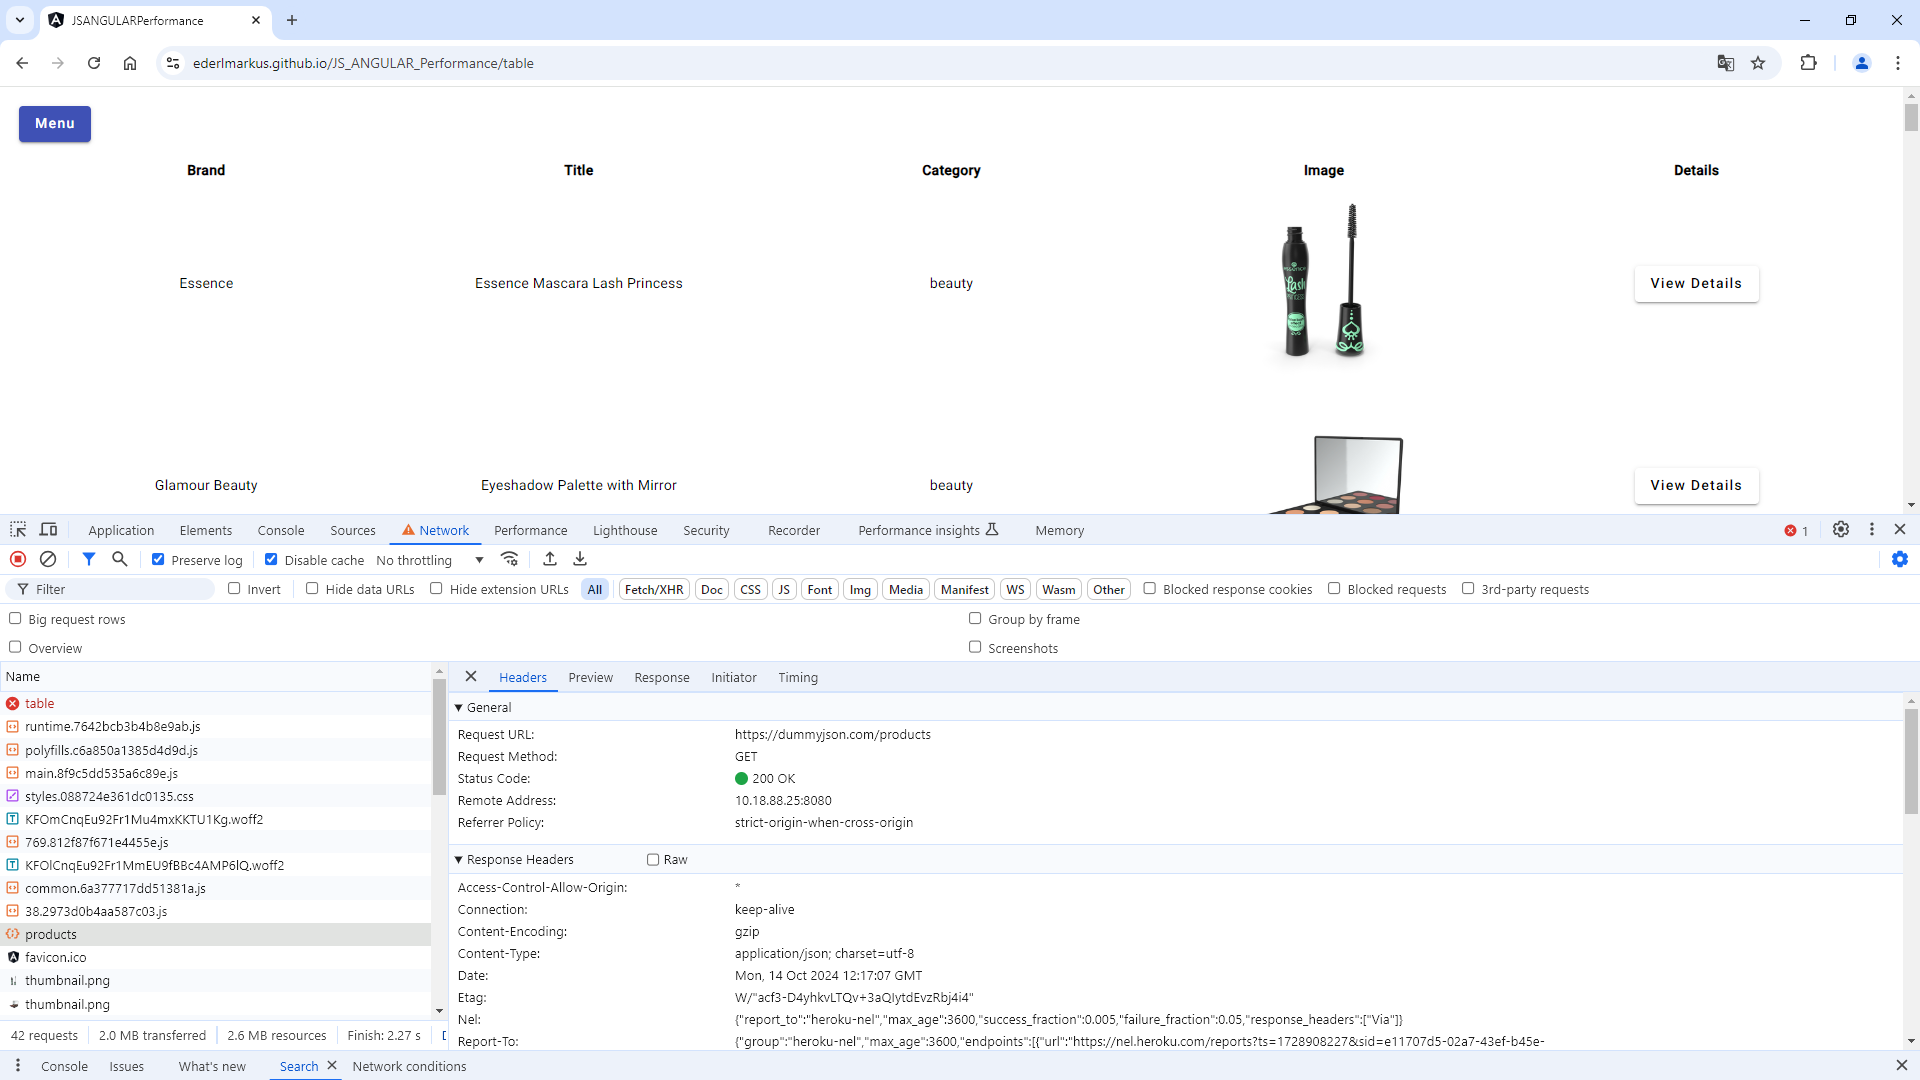 JSANGULARPerformance
ederlmarkus.github.io/JS_ANGULAR_Performance/table
Menu
Brand Title Category Image Details
Essence Essence Mascara Lash Princess beauty View Details
Glamour Beauty Eyeshadow Palette with Mirror beauty View Details
Application Elements Console Sources Network Performance Lighthouse Security Recorder Performance insights Memory 1
Preserve log Disable cache No throttling
Filter Invert Hide data URLs Hide extension URLs All Fetch/XHR Doc CSS JS Font Img Media Manifest WS Wasm Other Blocked response cookies Blocked requests 3rd-party requests
Big request rows Group by frame
Overview Screenshots
Name
table
runtime.7642bcb3b4b8e9ab.js
polyfills.c6a850a1385d4d9d.js
main.8f9c5dd535a6c89e.js
styles.088724e361dc0135.css
KFOmCnqEu92Fr1Mu4mxKKTU1Kg.woff2
769.812f87f671e4455e.js
KFOlCnqEu92Fr1MmEU9fBBc4AMP6lQ.woff2
common.6a377717dd51381a.js
38.2973d0b4aa587c03.js
products
favicon.ico
thumbnail.png
thumbnail.png
42 requests 2.0 MB transferred 2.6 MB resources Finish: 2.27 s
Headers Preview Response Initiator Timing
General
Request URL: https://dummyjson.com/products
Request Method: GET
Status Code: 200 OK
Remote Address: 10.18.88.25:8080
Referrer Policy: strict-origin-when-cross-origin
Response Headers Raw
Access-Control-Allow-Origin: *
Connection: keep-alive
Content-Encoding: gzip
Content-Type: application/json; charset=utf-8
Date: Mon, 14 Oct 2024 12:17:07 GMT
Etag: W/"acf3-D4yhkvLTQv+3aQIytdEvzRbj4i4"
Nel: {"report_to":"heroku-nel","max_age":3600,"success_fraction":0.005,"failure_fraction":0.05,"response_headers":["Via"]}
Report-To: {"group":"heroku-nel","max_age":3600,"endpoints":[{"url":"https://nel.heroku.com/reports?ts=1728908227&sid=e11707d5-02a7-43ef-b45e-
Console Issues What's new Search Network conditions